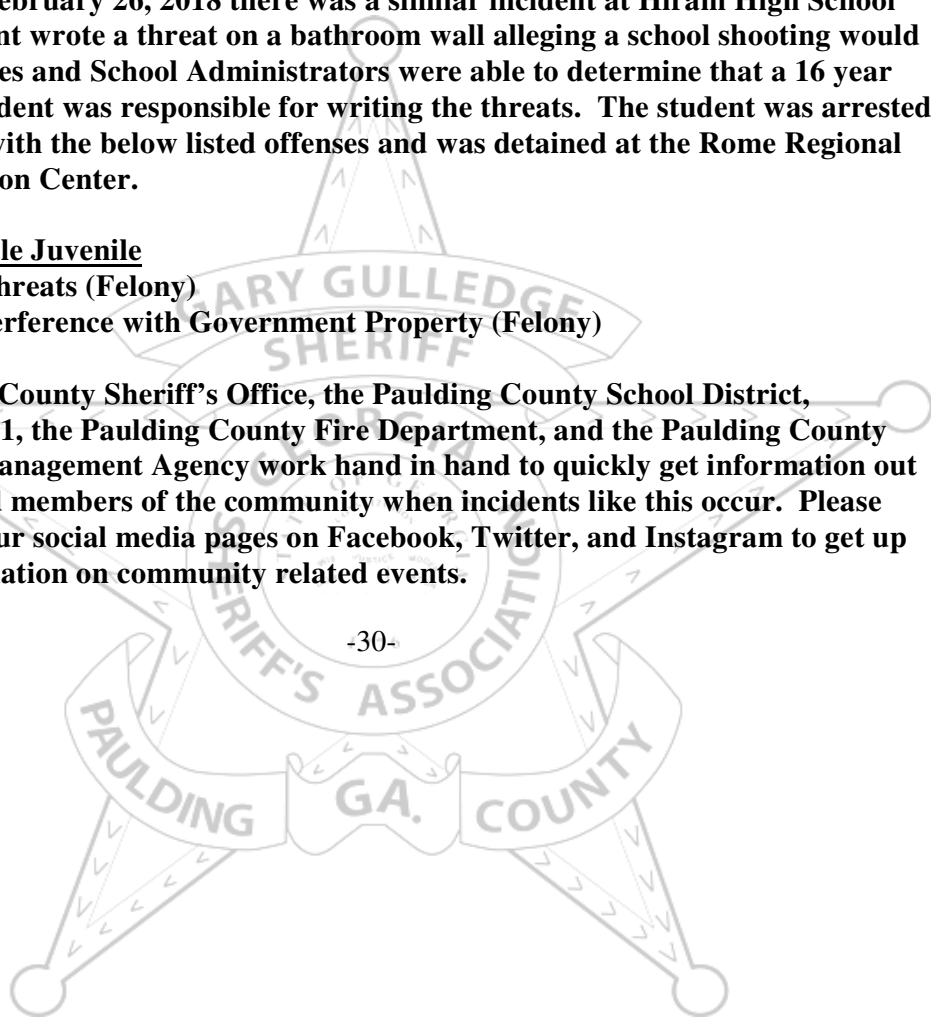 ebruary 26, 2018 there was a similar incident at Hiram High School
nt wrote a threat on a bathroom wall alleging a school shooting would
es and School Administrators were able to determine that a 16 year
dent was responsible for writing the threats. The student was arrested
with the below listed offenses and was detained at the Rome Regional
on Center.
le Juvenile
hreats (Felony)
GARY GULLEDGE
erference with Government Property (Felony)
SHERIFF
County Sheriff's Office, the Paulding County School District,
1, the Paulding County Fire Department, and the Paulding County
anagement Agency work hand in hand to quickly get information out
l members of the community when incidents like this occur. Please
ur social media pages on Facebook, Twitter, and Instagram to get up
ation on community related events.
GEORGIA
SHERIFF'S ASSOCIATION
-30-
PAULDING GA. COUNTY